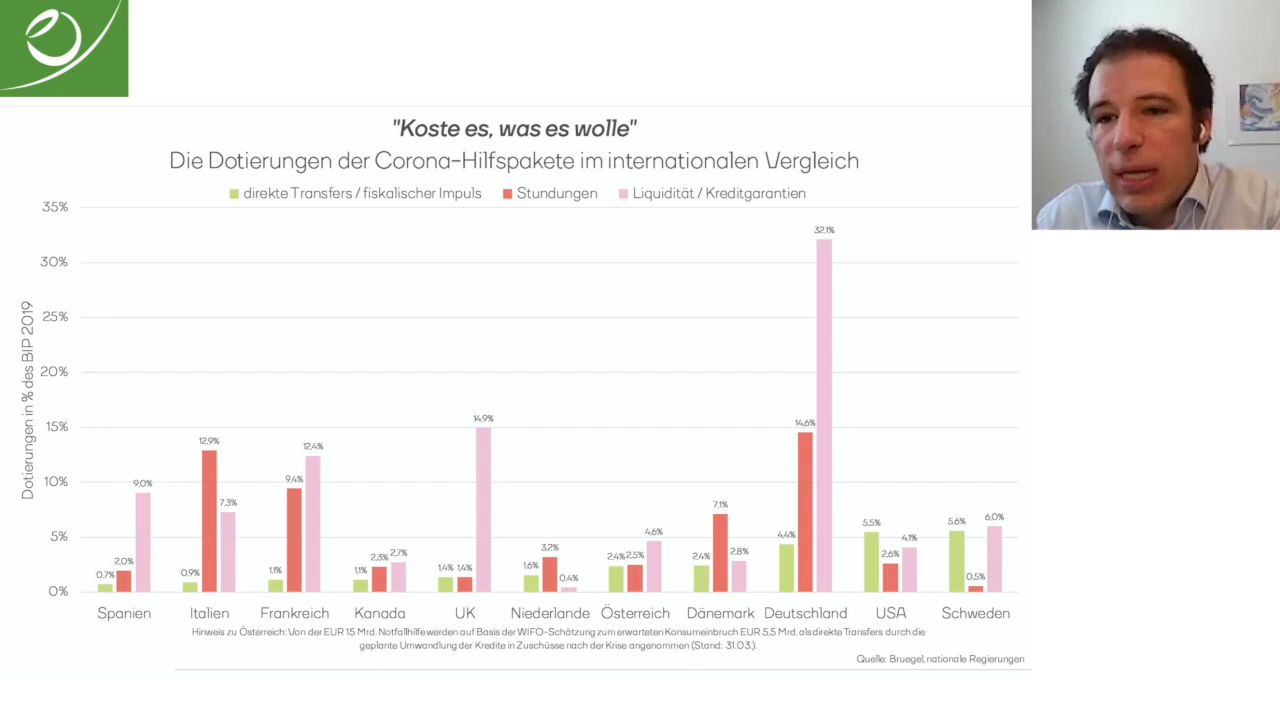 "Koste es, was es wolle"
Die Dotierungen der Corona-Hilfspakete im internationalen Vergleich
direkte Transfers / fiskalischer Impuls Stundungen Liquidität / Kreditgarantien
Dotierungen in % des BIP 2019
35%
30%
25%
20%
15%
10%
5%
0%
0,7% 2,0% 9,0%
0,9% 12,9% 7,3%
1,1% 9,4% 12,4%
1,1% 2,3% 2,7%
1,4% 1,4% 14,9%
1,6% 3,2% 0,4%
2,4% 2,5% 4,6%
2,4% 7,1% 2,8%
4,4% 14,6% 32,1%
5,5% 2,6% 4,1%
5,6% 0,5% 6,0%
Spanien Italien Frankreich Kanada UK Niederlande Österreich Dänemark Deutschland USA Schweden
Hinweis zu Österreich: Von der EUR 15 Mrd. Notfallhilfe werden auf Basis der WIFO-Schätzung zum erwarteten Konsumeinbruch EUR 5,5 Mrd. als direkte Transfers durch die
geplante Umwandlung der Kredite in Zuschüsse nach der Krise angenommen (Stand: 31.03.).
Quelle: Bruegel, nationale Regierungen